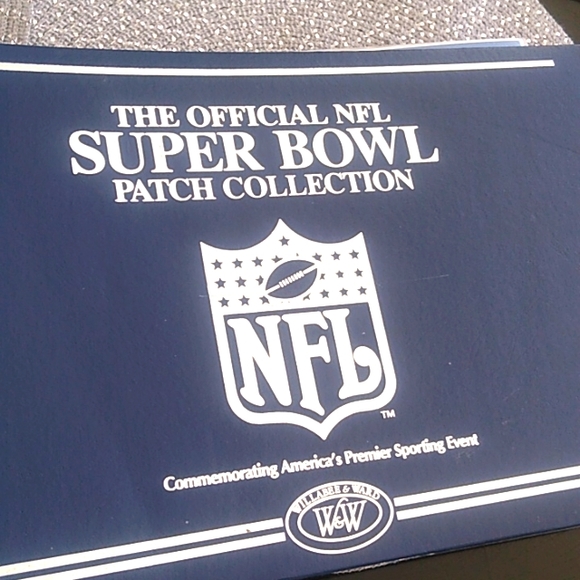 THE OFFICIAL NFL
SUPER BOWL
PATCH COLLECTION
NFL
TM
Commemorating America's Premier Sporting Event
WILLABEE & WARD
W&W